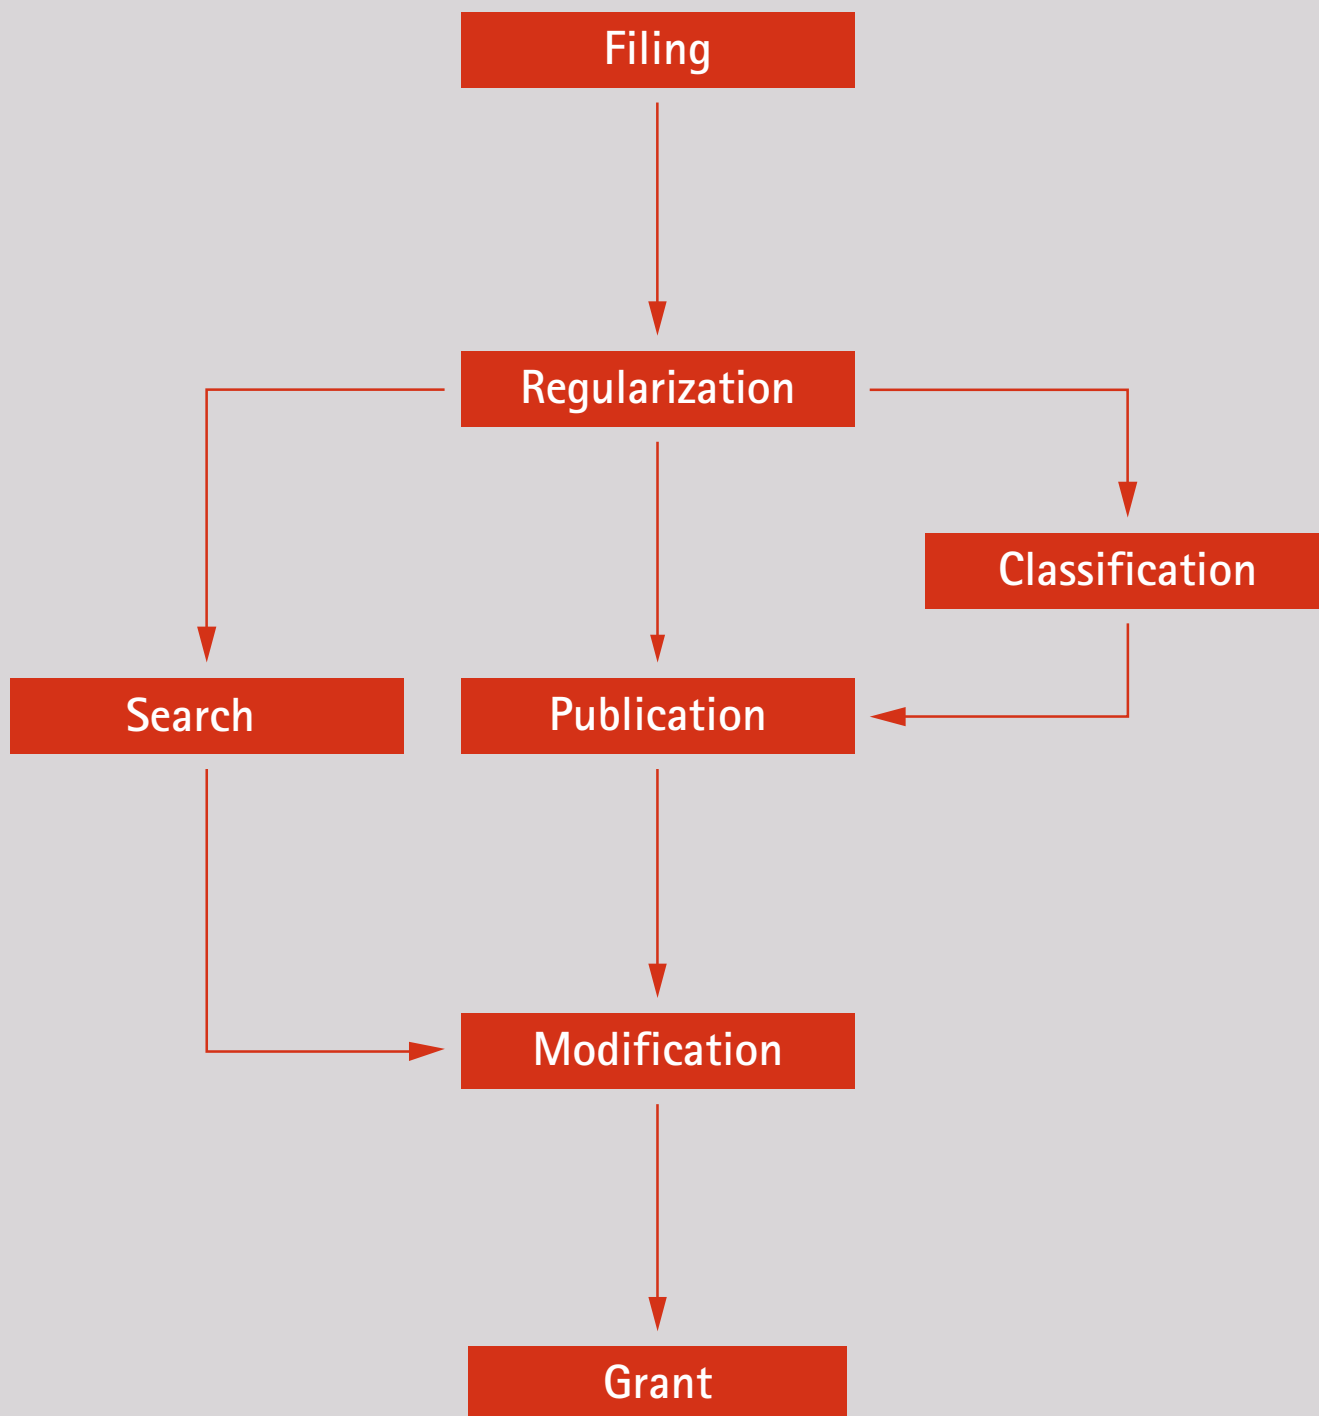 Filing
Regularization
Classification
Search
Publication
Modification
Grant